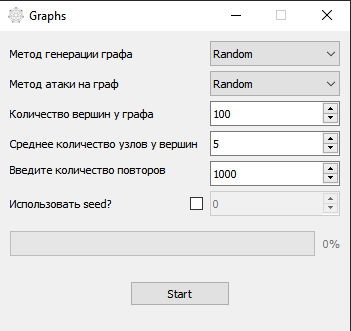 Graphs
Метод генерации графа Random
Метод атаки на граф Random
Количество вершин у графа 100
Среднее количество узлов у вершин 5
Введите количество повторов 1000
Использовать seed? 0
0%
Start